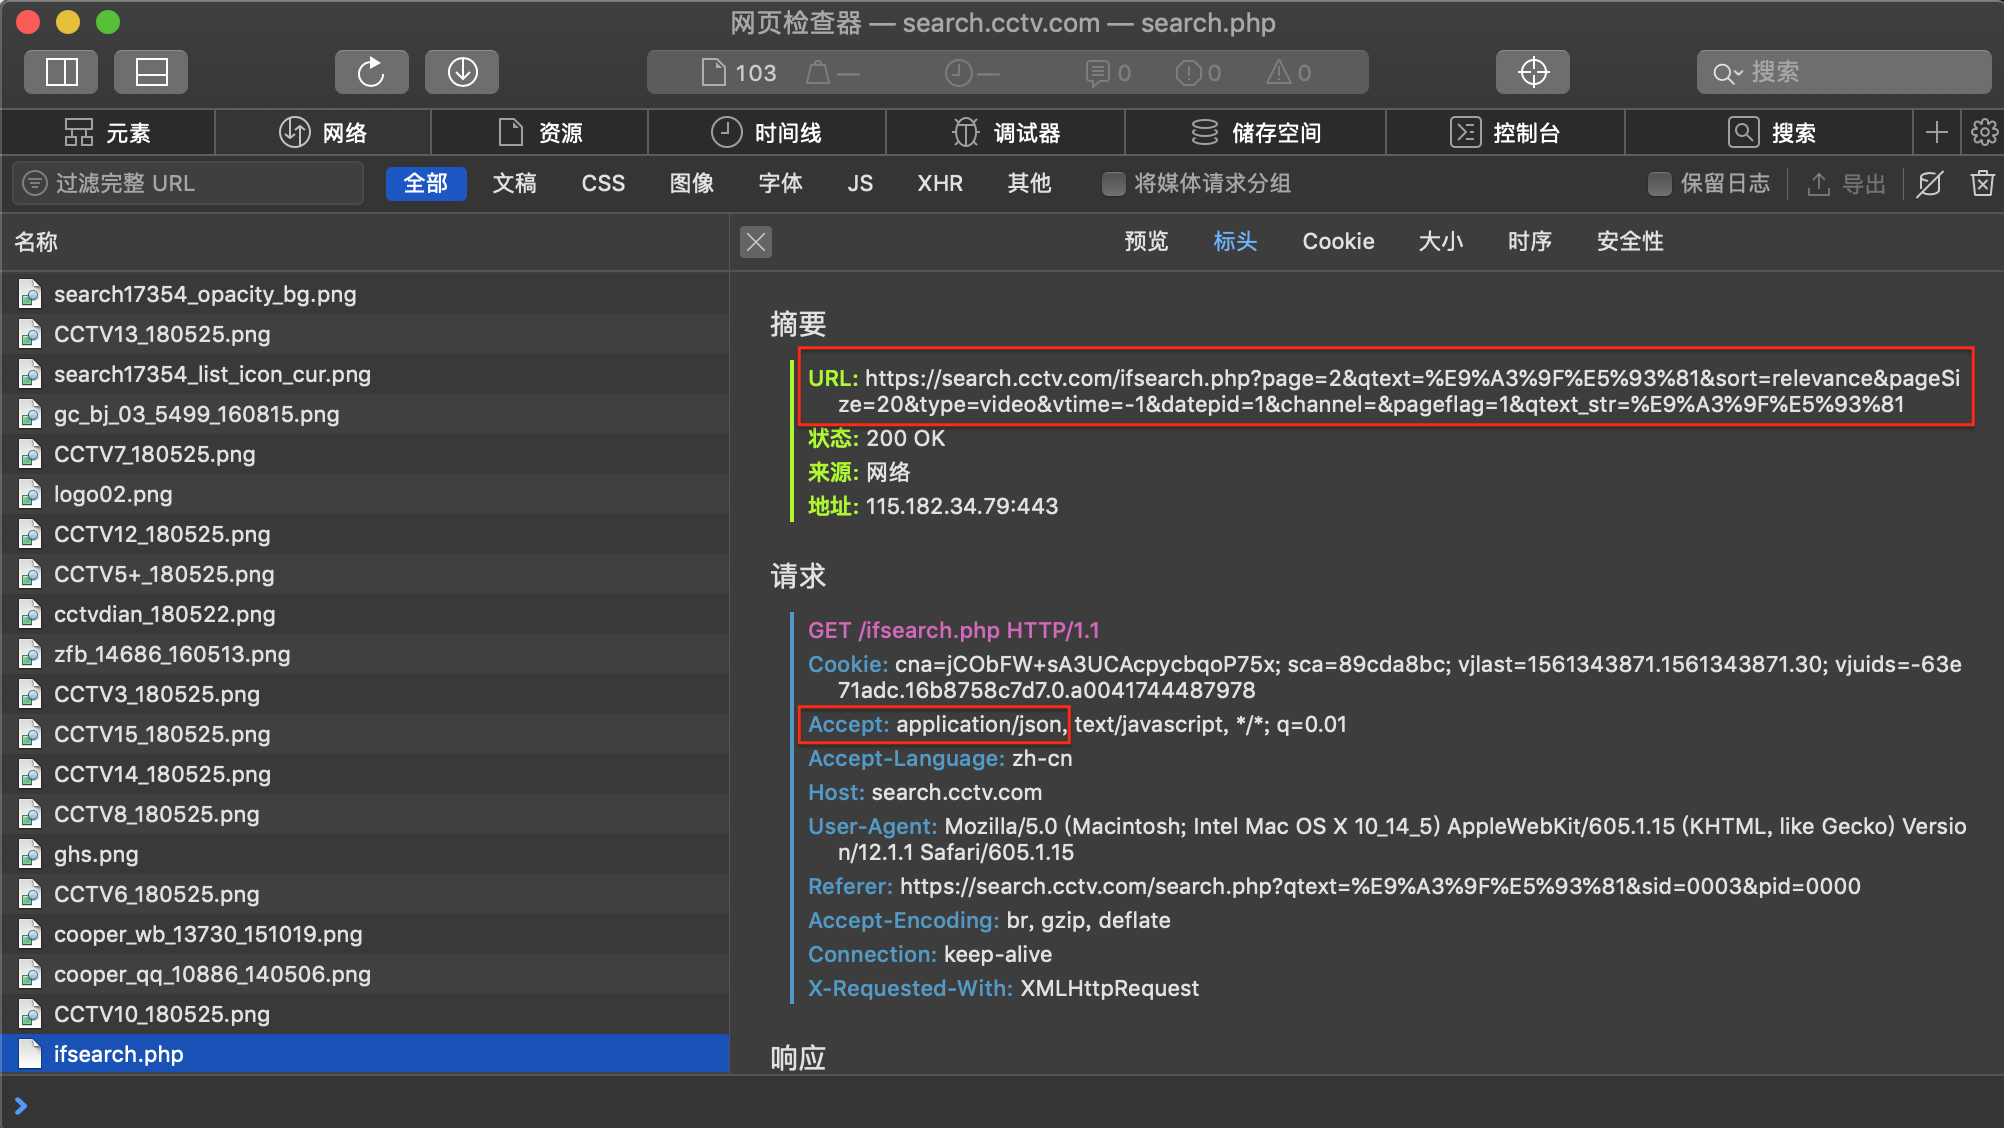 网页检查器 — search.cctv.com — search.php
103 — — 0 0 0 搜索
元素 网络 资源 时间线 调试器 储存空间 控制台 搜索
过滤完整 URL 全部 文稿 CSS 图像 字体 JS XHR 其他 将媒体请求分组 保留日志 导出
名称
预览 标头 Cookie 大小 时序 安全性
search17354_opacity_bg.png
CCTV13_180525.png
search17354_list_icon_cur.png
gc_bj_03_5499_160815.png
CCTV7_180525.png
logo02.png
CCTV12_180525.png
CCTV5+_180525.png
cctvdian_180522.png
zfb_14686_160513.png
CCTV3_180525.png
CCTV15_180525.png
CCTV14_180525.png
CCTV8_180525.png
ghs.png
CCTV6_180525.png
cooper_wb_13730_151019.png
cooper_qq_10886_140506.png
CCTV10_180525.png
ifsearch.php
摘要
URL: https://search.cctv.com/ifsearch.php?page=2&qtext=%E9%A3%9F%E5%93%81&sort=relevance&pageSi
ze=20&type=video&vtime=-1&datepid=1&channel=&pageflag=1&qtext_str=%E9%A3%9F%E5%93%81
状态: 200 OK
来源: 网络
地址: 115.182.34.79:443
请求
GET /ifsearch.php HTTP/1.1
Cookie: cna=jCObFW+sA3UCAcpycbqoP75x; sca=89cda8bc; vjlast=1561343871.1561343871.30; vjuids=-63e
71adc.16b8758c7d7.0.a0041744487978
Accept: application/json, text/javascript, */*; q=0.01
Accept-Language: zh-cn
Host: search.cctv.com
User-Agent: Mozilla/5.0 (Macintosh; Intel Mac OS X 10_14_5) AppleWebKit/605.1.15 (KHTML, like Gecko) Versio
n/12.1.1 Safari/605.1.15
Referer: https://search.cctv.com/search.php?qtext=%E9%A3%9F%E5%93%81&sid=0003&pid=0000
Accept-Encoding: br, gzip, deflate
Connection: keep-alive
X-Requested-With: XMLHttpRequest
响应